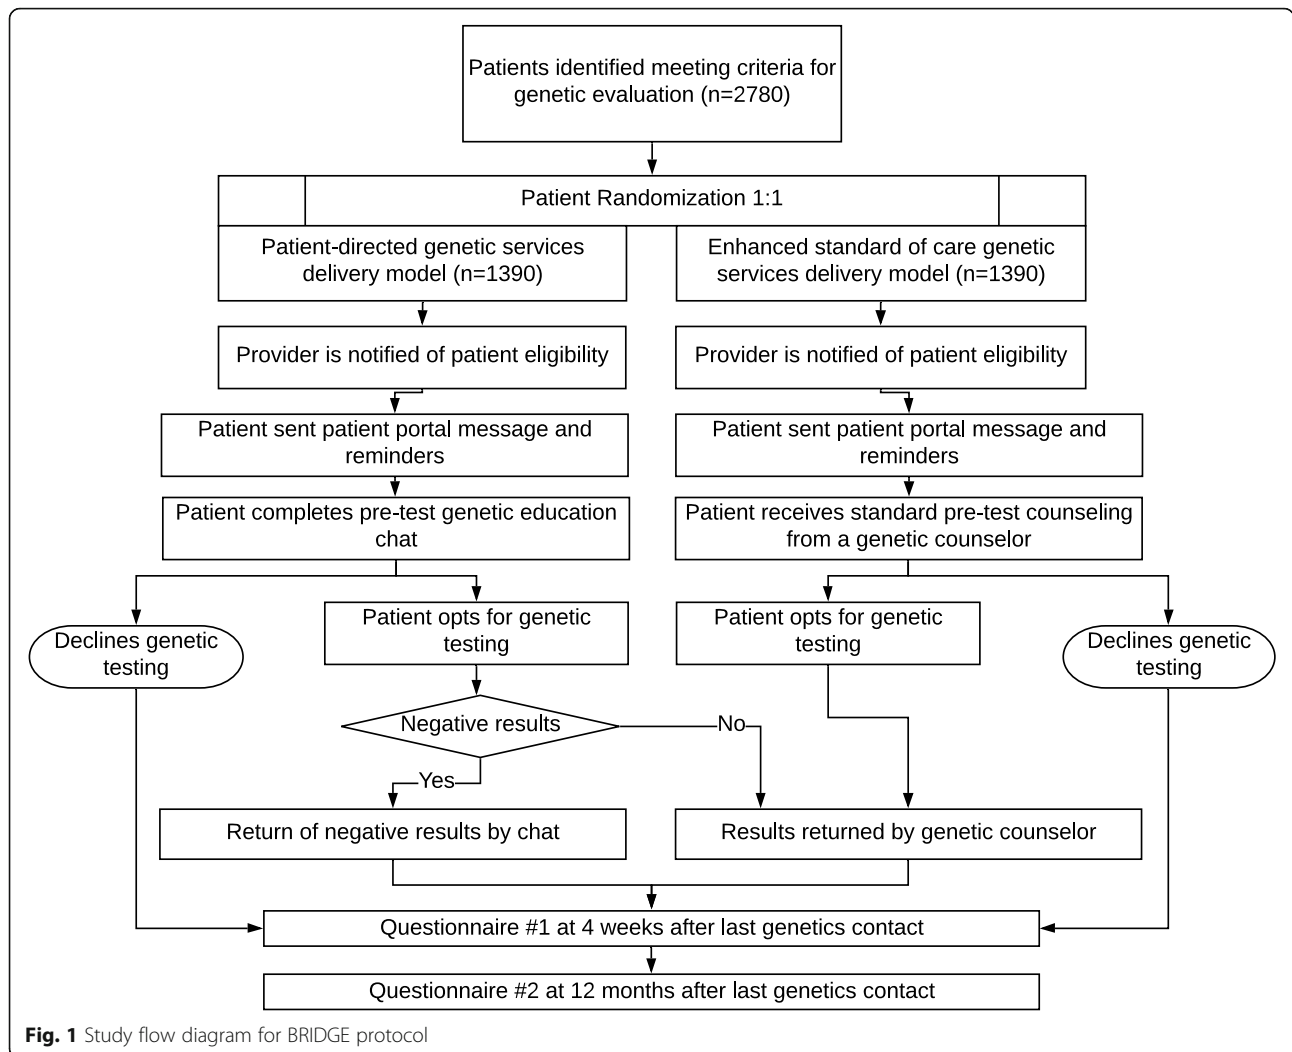 Patients identified meeting criteria for
genetic evaluation (n=2780)
Patient Randomization 1:1
Patient-directed genetic services
delivery model (n=1390)
Enhanced standard of care genetic
services delivery model (n=1390)
Provider is notified of patient eligibility
Provider is notified of patient eligibility
Patient sent patient portal message and
reminders
Patient sent patient portal message and
reminders
Patient completes pre-test genetic education
chat
Patient receives standard pre-test counseling
from a genetic counselor
Declines genetic
testing
Patient opts for genetic
testing
Patient opts for genetic
testing
Declines genetic
testing
Negative results
No
Yes
Return of negative results by chat
Results returned by genetic counselor
Questionnaire #1 at 4 weeks after last genetics contact
Questionnaire #2 at 12 months after last genetics contact
Fig. 1 Study flow diagram for BRIDGE protocol